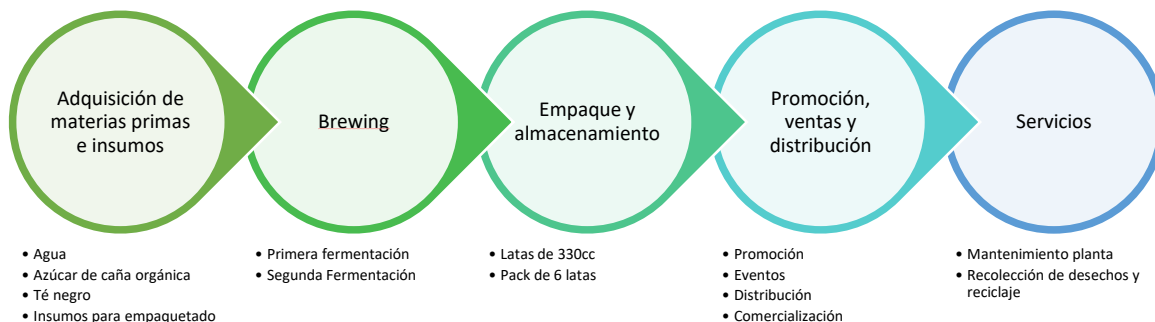 Adquisición de
materias primas
e insumos
Brewing
Empaque y
almacenamiento
Promoción,
ventas y
distribución
Servicios
• Agua
• Azúcar de caña orgánica
• Té negro
• Insumos para empaquetado
• Primera fermentación
• Segunda Fermentación
• Latas de 330cc
• Pack de 6 latas
• Promoción
• Eventos
• Distribución
• Comercialización
• Mantenimiento planta
• Recolección de desechos y
reciclaje